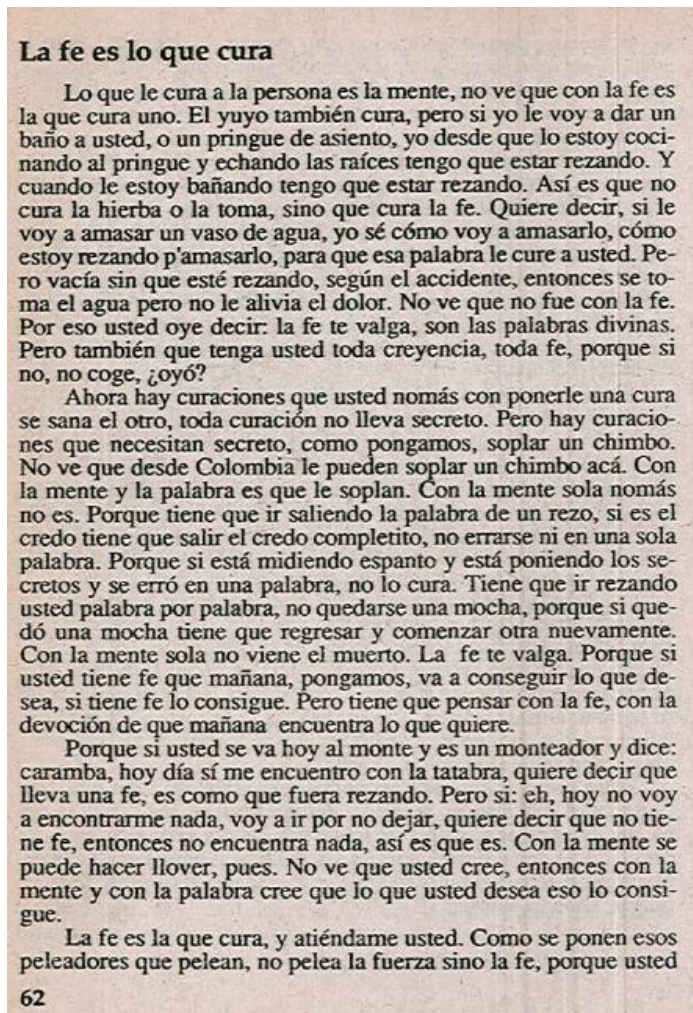 La fe es lo que cura
Lo que le cura a la persona es la mente, no ve que con la fe es
la que cura uno. El yuyo también cura, pero si yo le voy a dar un
baño a usted, o un pringue de asiento, yo desde que lo estoy coci-
nando al pringue y echando las raíces tengo que estar rezando. Y
cuando le estoy bañando tengo que estar rezando. Así es que no
cura la hierba o la toma, sino que cura la fe. Quiere decir, si le
voy a amasar un vaso de agua, yo sé cómo voy a amasarlo, cómo
estoy rezando p'amasarlo, para que esa palabra le cure a usted. Pe-
ro vacía sin que esté rezando, según el accidente, entonces se to-
ma el agua pero no le alivia el dolor. No ve que no fue con la fe.
Por eso usted oye decir: la fe te valga, son las palabras divinas.
Pero también que tenga usted toda creyencia, toda fe, porque si
no, no coge, ¿oyó?
Ahora hay curaciones que usted nomás con ponerle una cura
se sana el otro, toda curación no lleva secreto. Pero hay curacio-
nes que necesitan secreto, como pongamos, soplar un chimbo.
No ve que desde Colombia le pueden soplar un chimbo acá. Con
la mente y la palabra es que le soplan. Con la mente sola nomás
no es. Porque tiene que ir saliendo la palabra de un rezo, si es el
credo tiene que salir el credo completito, no errarse ni en una sola
palabra. Porque si está midiendo espanto y está poniendo los se-
cretos y se erró en una palabra, no lo cura. Tiene que ir rezando
usted palabra por palabra, no quedarse una mocha, porque si que-
dó una mocha tiene que regresar y comenzar otra nuevamente.
Con la mente sola no viene el muerto. La fe te valga. Porque si
usted tiene fe que mañana, pongamos, va a conseguir lo que de-
sea, si tiene fe lo consigue. Pero tiene que pensar con la fe, con la
devoción de que mañana encuentra lo que quiere.
Porque si usted se va hoy al monte y es un monteador y dice:
caramba, hoy día sí me encuentro con la tatabra, quiere decir que
lleva una fe, es como que fuera rezando. Pero si: eh, hoy no voy
a encontrarme nada, voy a ir por no dejar, quiere decir que no tie-
ne fe, entonces no encuentra nada, así es que es. Con la mente se
puede hacer llover, pues. No ve que usted cree, entonces con la
mente y con la palabra cree que lo que usted desea eso lo consi-
gue.
La fe es la que cura, y atiéndame usted. Como se ponen esos
peleadores que pelean, no pelea la fuerza sino la fe, porque usted
62